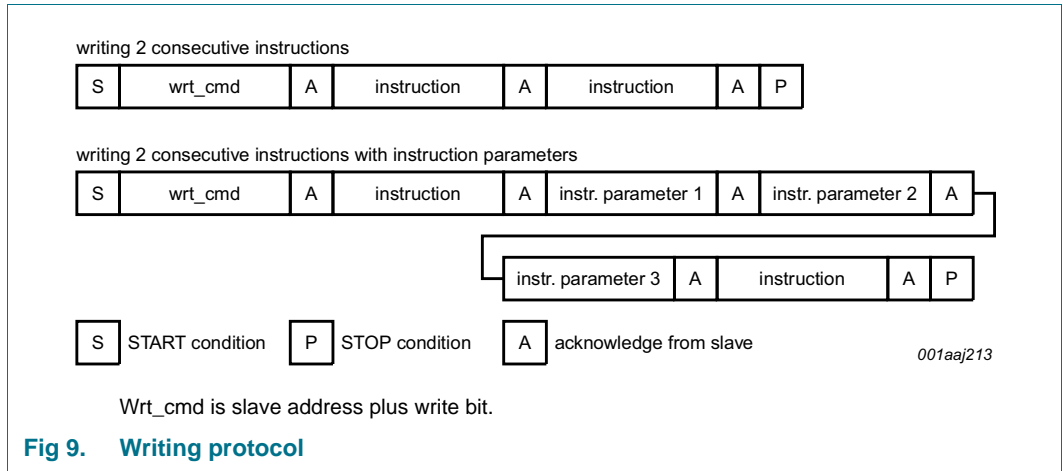 writing 2 consecutive instructions
S wrt_cmd A instruction A instruction A P
writing 2 consecutive instructions with instruction parameters
S wrt_cmd A instruction A instr. parameter 1 A instr. parameter 2 A
instr. parameter 3 A instruction A P
S START condition P STOP condition A acknowledge from slave
001aaj213
Wrt_cmd is slave address plus write bit.
Fig 9. Writing protocol